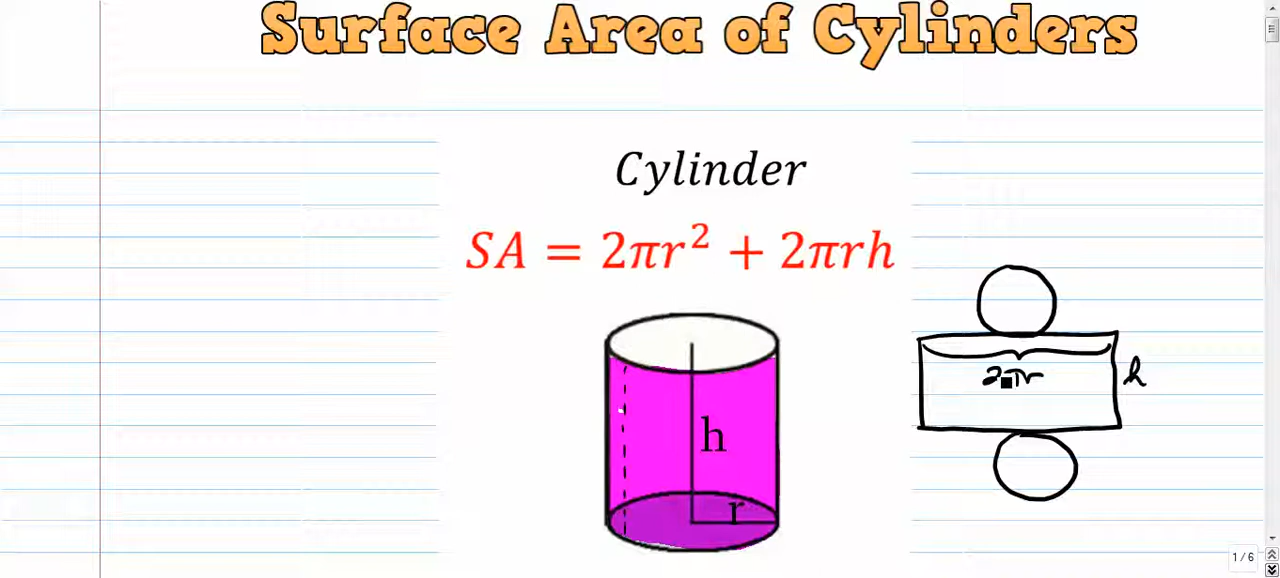 Surface Area of Cylinders
Cylinder
SA = 2πr² + 2πrh
2πr
h
h
r
1 / 6